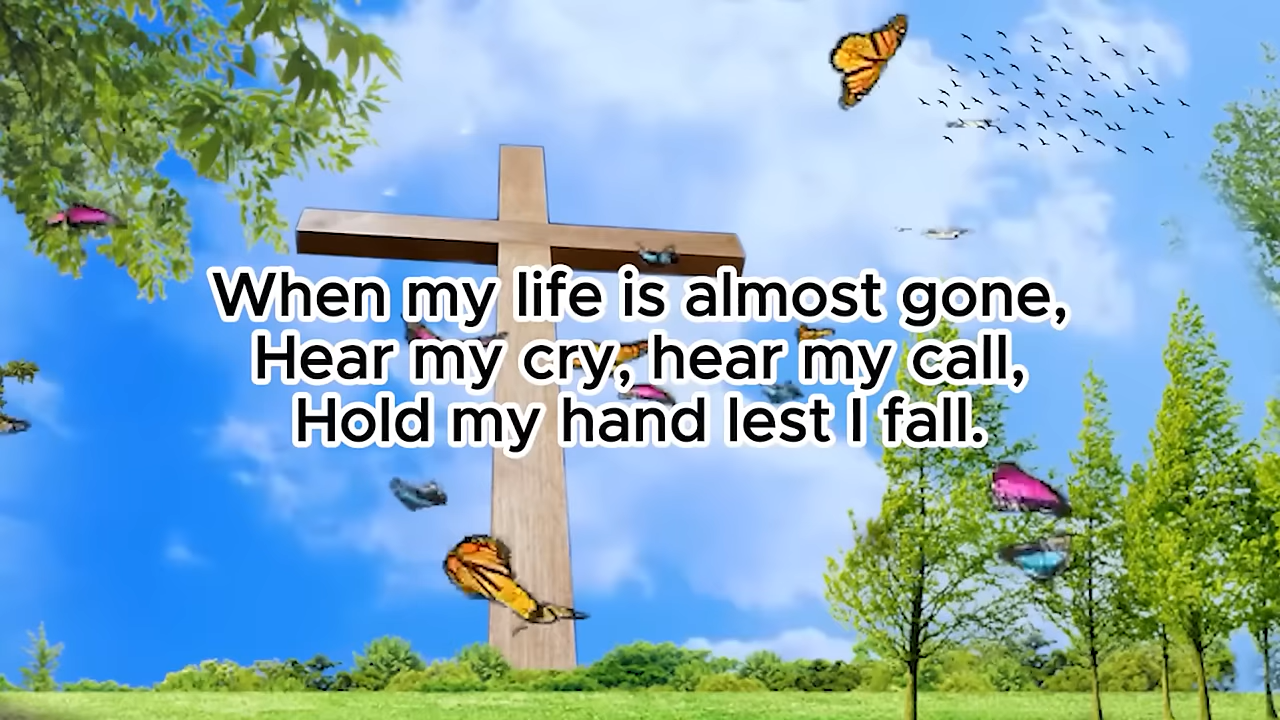 When my life is almost gone,
Hear my cry, hear my call,
Hold my hand lest I fall.